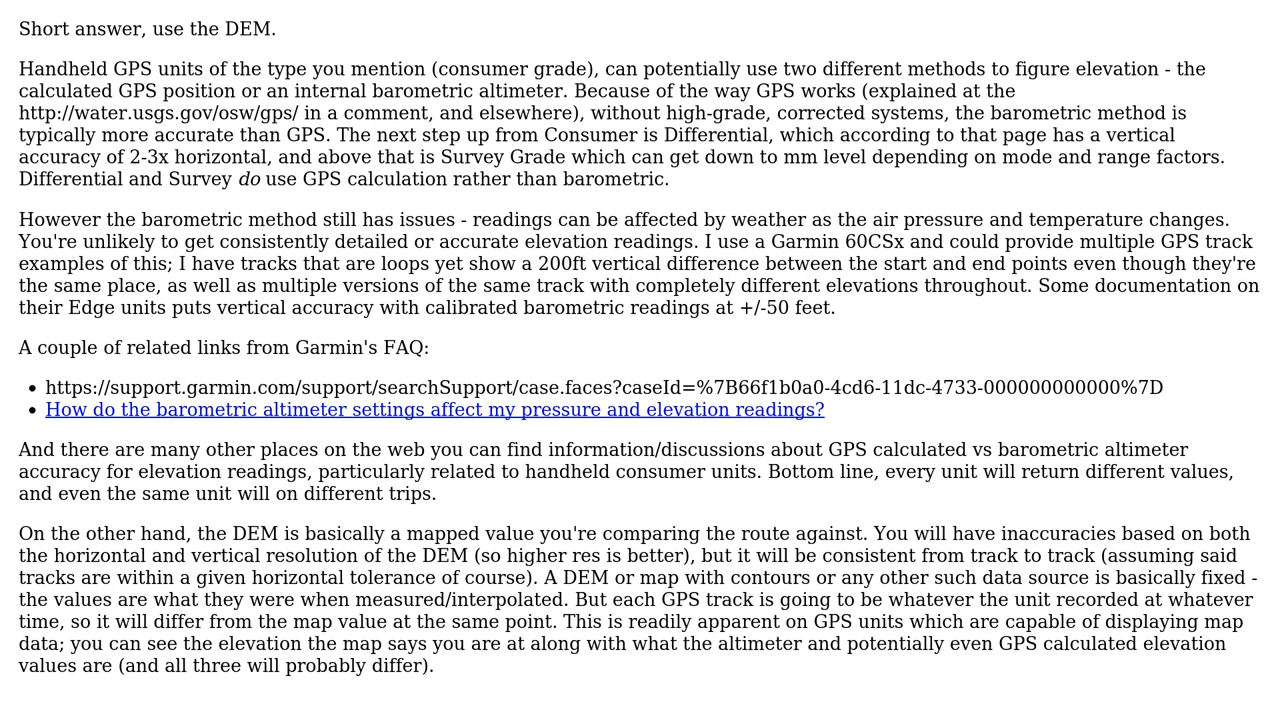 Short answer, use the DEM.
Handheld GPS units of the type you mention (consumer grade), can potentially use two different methods to figure elevation - the
calculated GPS position or an internal barometric altimeter. Because of the way GPS works (explained at the
http://water.usgs.gov/osw/gps/ in a comment, and elsewhere), without high-grade, corrected systems, the barometric method is
typically more accurate than GPS. The next step up from Consumer is Differential, which according to that page has a vertical
accuracy of 2-3x horizontal, and above that is Survey Grade which can get down to mm level depending on mode and range factors.
Differential and Survey do use GPS calculation rather than barometric.
However the barometric method still has issues - readings can be affected by weather as the air pressure and temperature changes.
You're unlikely to get consistently detailed or accurate elevation readings. I use a Garmin 60CSx and could provide multiple GPS track
examples of this; I have tracks that are loops yet show a 200ft vertical difference between the start and end points even though they're
the same place, as well as multiple versions of the same track with completely different elevations throughout. Some documentation on
their Edge units puts vertical accuracy with calibrated barometric readings at +/-50 feet.
A couple of related links from Garmin's FAQ:
• https://support.garmin.com/support/searchSupport/case.faces?caseId=%7B66f1b0a0-4cd6-11dc-4733-000000000000%7D
• How do the barometric altimeter settings affect my pressure and elevation readings?
And there are many other places on the web you can find information/discussions about GPS calculated vs barometric altimeter
accuracy for elevation readings, particularly related to handheld consumer units. Bottom line, every unit will return different values,
and even the same unit will on different trips.
On the other hand, the DEM is basically a mapped value you're comparing the route against. You will have inaccuracies based on both
the horizontal and vertical resolution of the DEM (so higher res is better), but it will be consistent from track to track (assuming said
tracks are within a given horizontal tolerance of course). A DEM or map with contours or any other such data source is basically fixed -
the values are what they were when measured/interpolated. But each GPS track is going to be whatever the unit recorded at whatever
time, so it will differ from the map value at the same point. This is readily apparent on GPS units which are capable of displaying map
data; you can see the elevation the map says you are at along with what the altimeter and potentially even GPS calculated elevation
values are (and all three will probably differ).